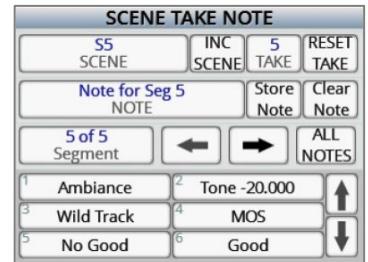 SCENE TAKE NOTE
S5 INC 5 RESET
SCENE SCENE TAKE TAKE
Note for Seg 5 Store Clear
NOTE Note Note
5 of 5 ALL
Segment NOTES
1 Ambiance 2 Tone -20.000
3 Wild Track 4 MOS
5 No Good 6 Good